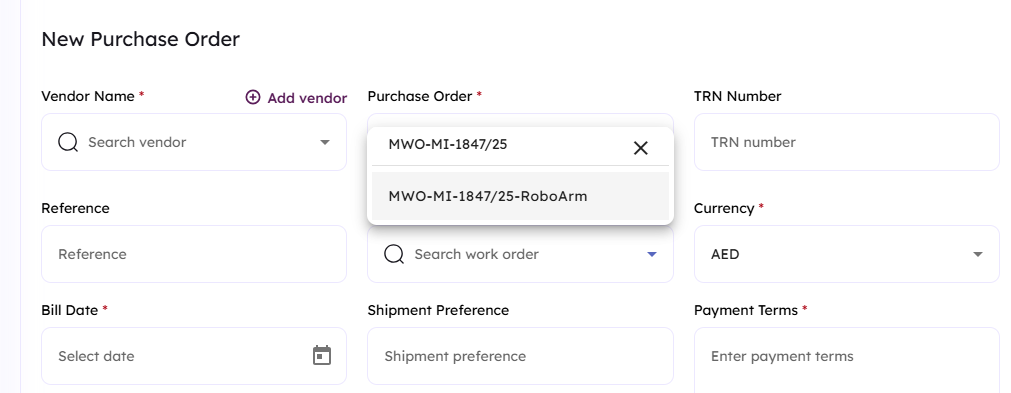 New Purchase Order
Vendor Name *
Add vendor
Purchase Order *
TRN Number
Search vendor
MWO-MI-1847/25
TRN number
MWO-MI-1847/25-RoboArm
Reference
Currency *
Reference
Search work order
AED
Bill Date *
Shipment Preference
Payment Terms *
Select date
Shipment preference
Enter payment terms